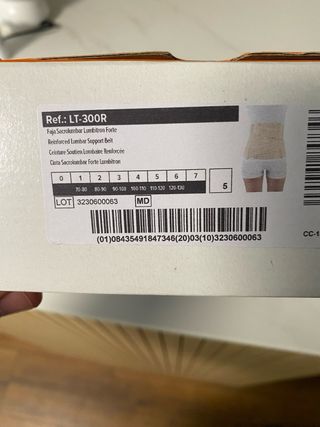 Ref.: LT-300R
Faja Sacrolumbar Lumbitron Forte
Reinforced Lumbar Support Belt
Ceinture Soutien Lombaire Renforcée
Cinta Sacrolumbar Forte Lumbitron
0 1 2 3 4 5 6 7
70-80 80-90 90-100 100-110 110-120 120-130
5
LOT 3230600063 MD
(01)08435491847346(20)03(10)3230600063
CC-1